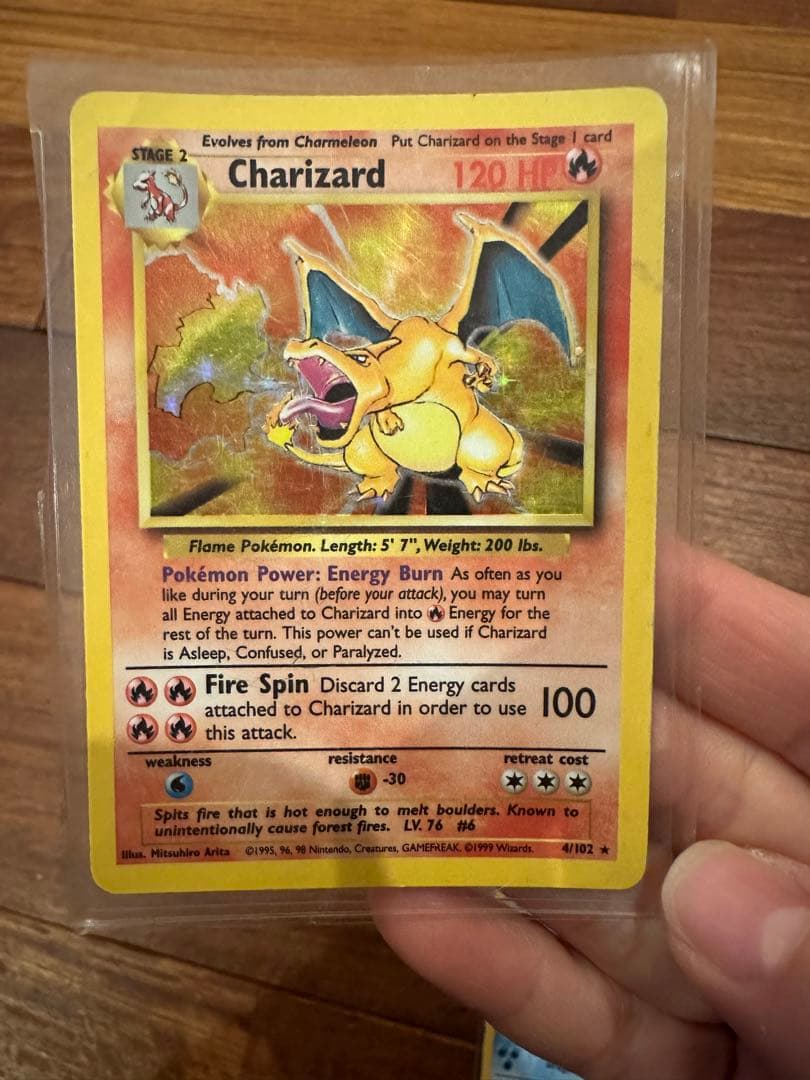 Evolves from Charmeleon Put Charizard on the Stage 1 card
STAGE 2
Charizard 120 HP
Flame Pokémon. Length: 5' 7", Weight: 200 lbs.
Pokémon Power: Energy Burn As often as you
like during your turn (before your attack), you may turn
all Energy attached to Charizard into Energy for the
rest of the turn. This power can't be used if Charizard
is Asleep, Confused, or Paralyzed.
Fire Spin Discard 2 Energy cards
attached to Charizard in order to use 100
this attack.
weakness resistance retreat cost
-30
Spits fire that is hot enough to melt boulders. Known to
unintentionally cause forest fires. LV. 76 #6
Illus. Mitsuhiro Arita ©1995, 96, 98 Nintendo, Creatures, GAMEFREAK. ©1999 Wizards. 4/102 ★